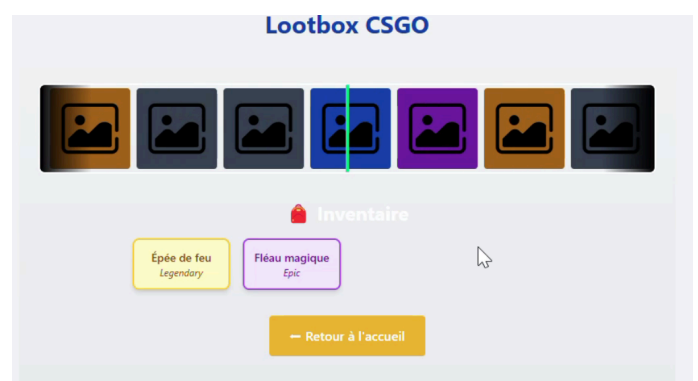 Lootbox CSGO
Inventaire
Épée de feu
Legendary
Fléau magique
Epic
Retour à l'accueil